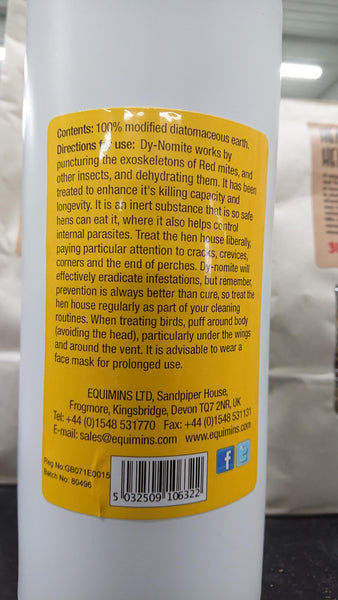 Contents: 100% modified diatomaceous earth.
Directions for use: Dy-Nomite works by
puncturing the exoskeletons of Red mites, and
other insects, and dehydrating them. It has been
treated to enhance it's killing capacity and
longevity. It is an inert substance that is so safe
hens can eat it, where it also helps control
internal parasites. Treat the hen house liberally,
paying particular attention to cracks, crevices,
corners and the end of perches. Dy-nomite will
effectively eradicate infestations, but remember,
prevention is always better than cure, so treat the
hen house regularly as part of your cleaning
routines. When treating birds, puff around body
(avoiding the head), particularly under the wings
and around the vent. It is advisable to wear a
face mask for prolonged use.
EQUIMINS LTD, Sandpiper House,
Frogmore, Kingsbridge, Devon TQ7 2NR, UK
Tel: +44 (0)1548 531770 Fax: +44 (0)1548 531131
E-mail: sales@equimins.com www.equimins.com
Reg No:GB071E0015
Batch No: 80496
5 032509 106322
f